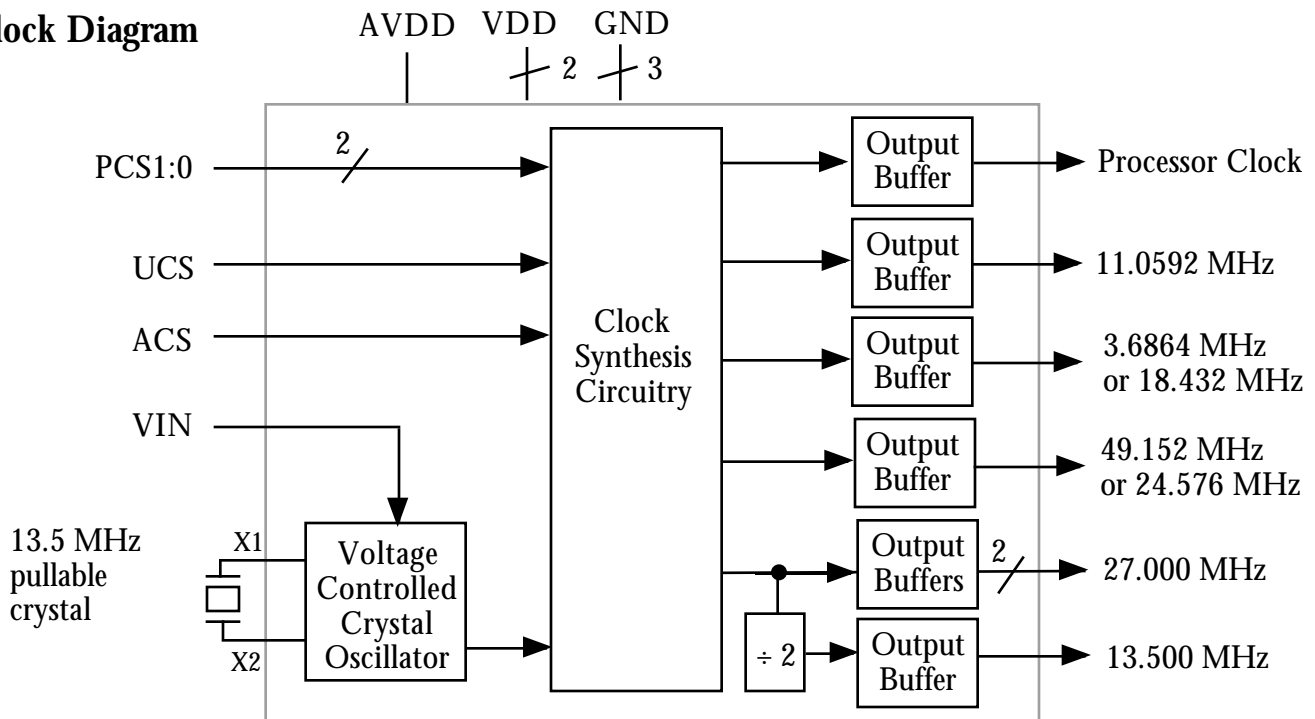 lock Diagram
AVDD
VDD
GND
2
3
PCS1:0
2
UCS
ACS
VIN
13.5 MHz
pullable
crystal
X1
X2
Voltage
Controlled
Crystal
Oscillator
Clock
Synthesis
Circuitry
Output
Buffer
Processor Clock
Output
Buffer
11.0592 MHz
Output
Buffer
3.6864 MHz
or 18.432 MHz
Output
Buffer
49.152 MHz
or 24.576 MHz
Output
Buffers
2
27.000 MHz
÷ 2
Output
Buffer
13.500 MHz